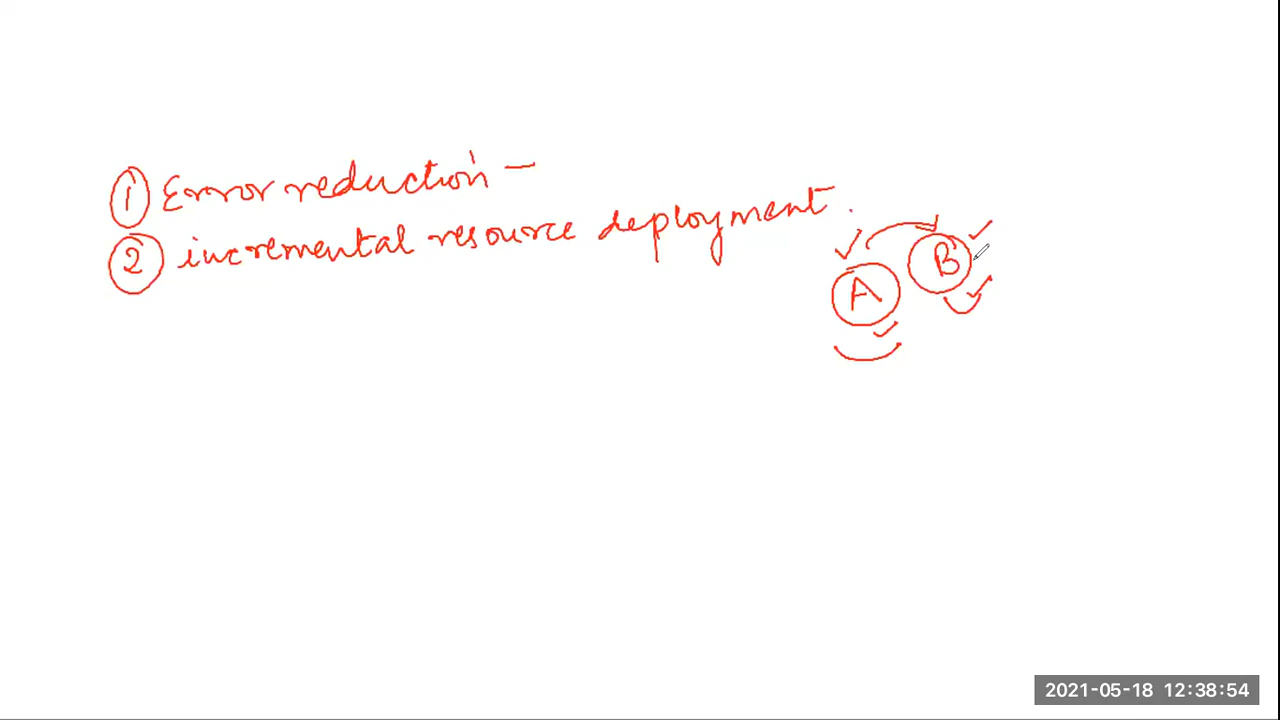 ① Error reduction –
② incremental resource deployment.
A B
2021-05-18 12:38:54